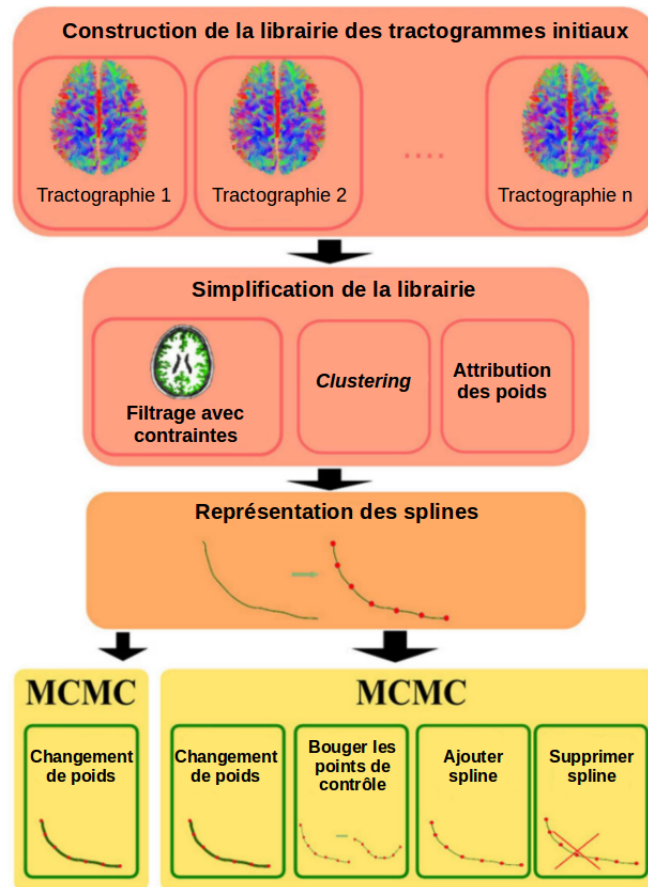 Construction de la librairie des tractogrammes initiaux
Tractographie 1
Tractographie 2
....
Tractographie n
Simplification de la librairie
Filtrage avec
contraintes
Clustering
Attribution
des poids
Représentation des splines
MCMC
Changement
de poids
MCMC
Changement
de poids
Bouger les
points de
contrôle
Ajouter
spline
Supprimer
spline